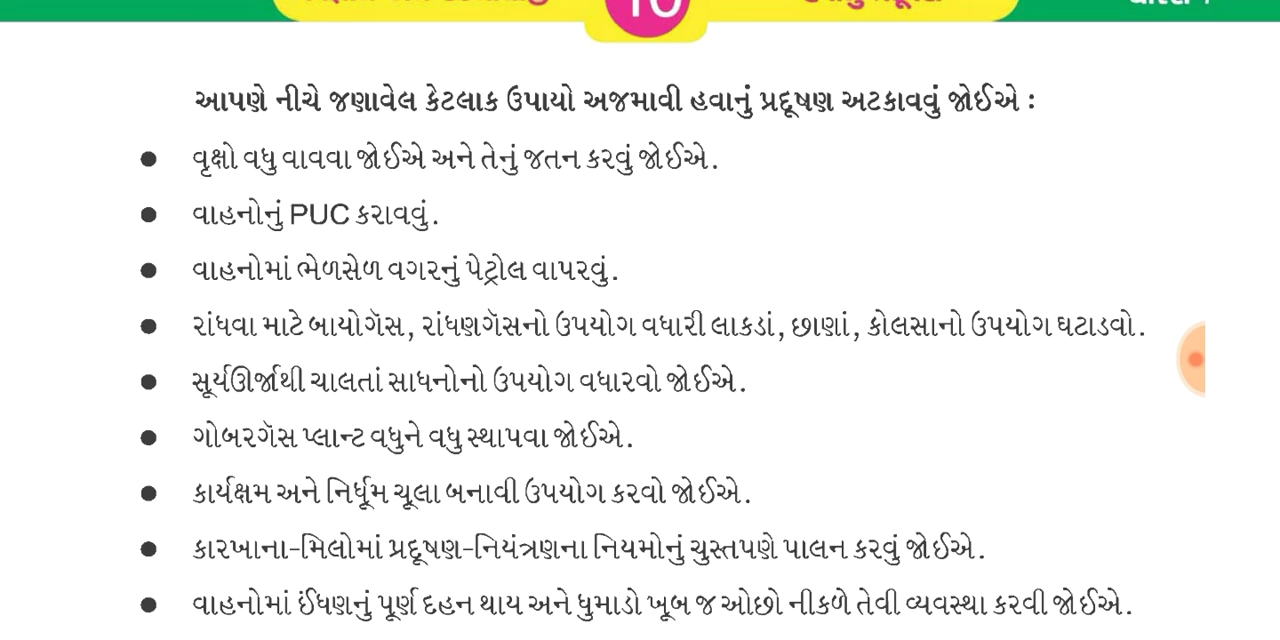 10
આપણે નીચે જણાવેલ કેટલાક ઉપાયો અજમાવી હવાનું પ્રદૂષણ અટકાવવું જોઈએ :
● વૃક્ષો વધુ વાવવા જોઈએ અને તેનું જતન કરવું જોઈએ.
● વાહનોનું PUC કરાવવું.
● વાહનોમાં ભેળસેળ વગરનું પેટ્રોલ વાપરવું.
● રાંધવા માટે બાયોગૅસ, રાંધણગૅસનો ઉપયોગ વધારી લાકડાં, છાણાં, કોલસાનો ઉપયોગ ઘટાડવો.
● સૂર્યઊર્જાથી ચાલતાં સાધનોનો ઉપયોગ વધારવો જોઈએ.
● ગોબરગૅસ પ્લાન્ટ વધુને વધુ સ્થાપવા જોઈએ.
● કાર્યક્ષમ અને નિર્ધૂમ ચૂલા બનાવી ઉપયોગ કરવો જોઈએ.
● કારખાના-મિલોમાં પ્રદૂષણ-નિયંત્રણના નિયમોનું ચુસ્તપણે પાલન કરવું જોઈએ.
● વાહનોમાં ઈંધણનું પૂર્ણ દહન થાય અને ધુમાડો ખૂબ જ ઓછો નીકળે તેવી વ્યવસ્થા કરવી જોઈએ.